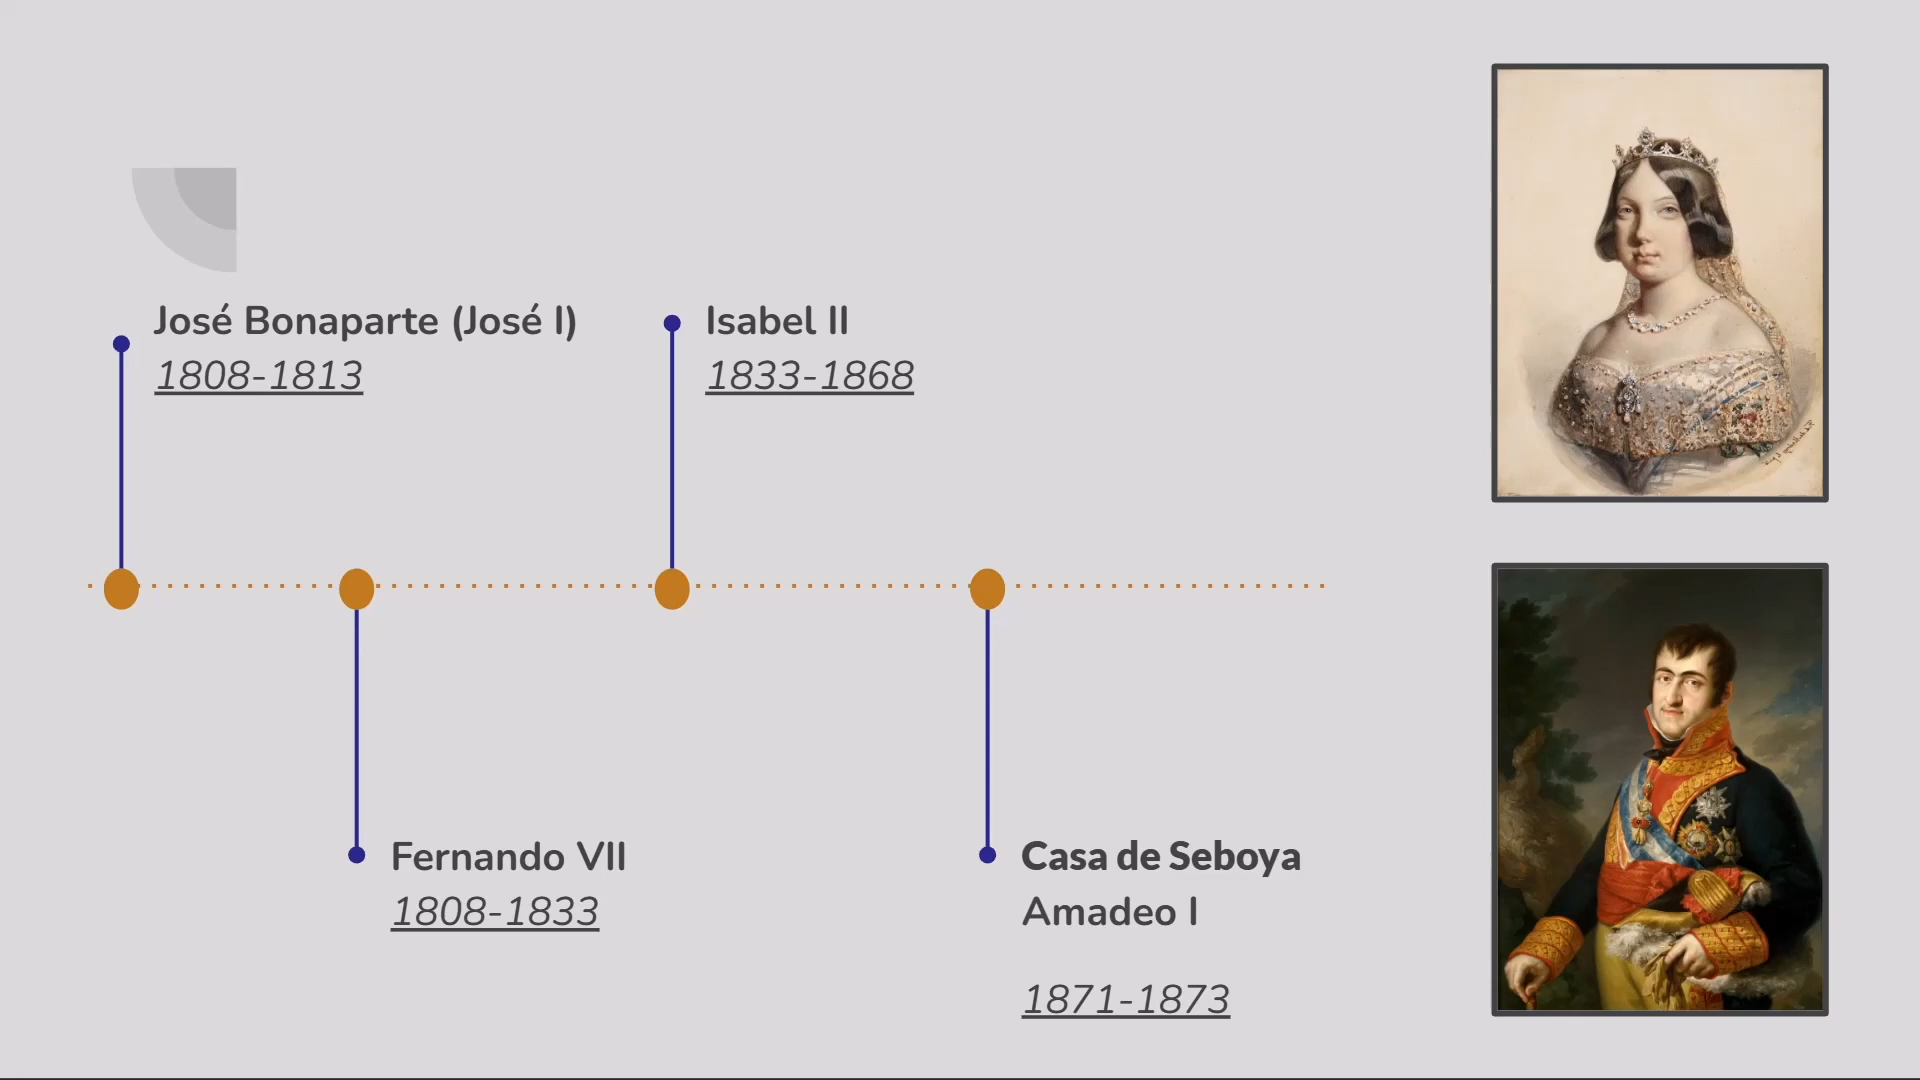 José Bonaparte (José I)
1808-1813
Isabel II
1833-1868
Fernando VII
1808-1833
Casa de Seboya
Amadeo I
1871-1873